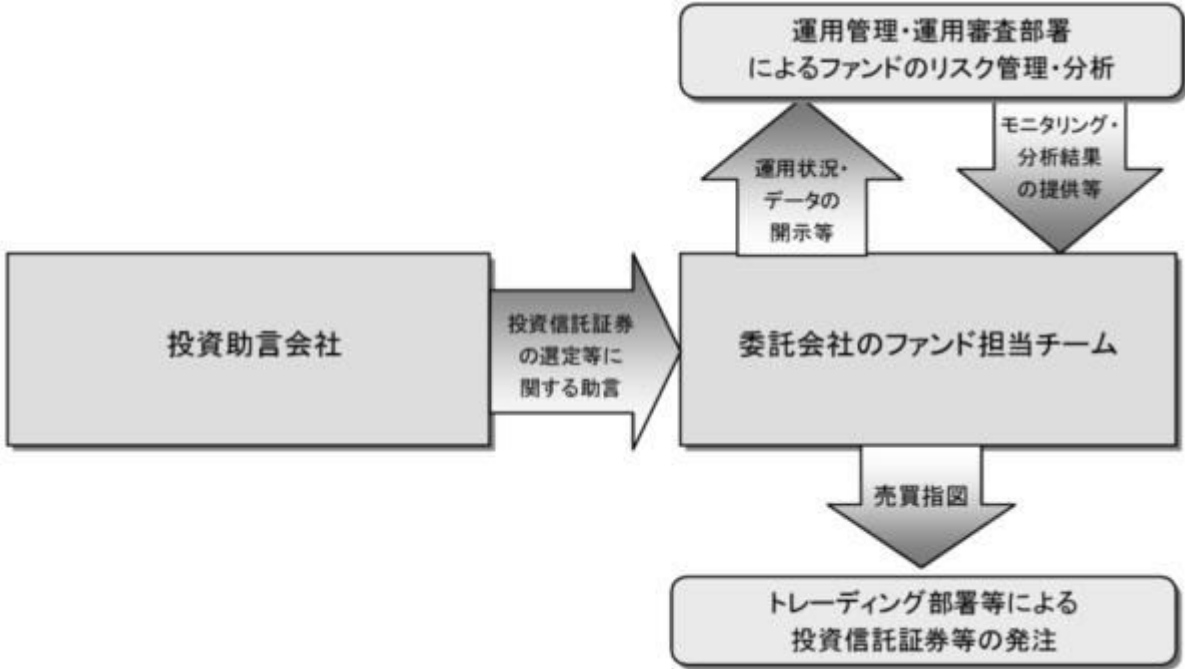 運用管理・運用審査部署
によるファンドのリスク管理・分析
運用状況・
データの
開示等
モニタリング・
分析結果
の提供等
投資助言会社
投資信託証券
の選定等に
関する助言
委託会社のファンド担当チーム
売買指図
トレーディング部署等による
投資信託証券等の発注